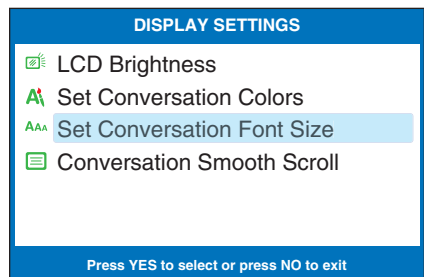 DISPLAY SETTINGS
LCD Brightness
Set Conversation Colors
Set Conversation Font Size
Conversation Smooth Scroll
Press YES to select or press NO to exit